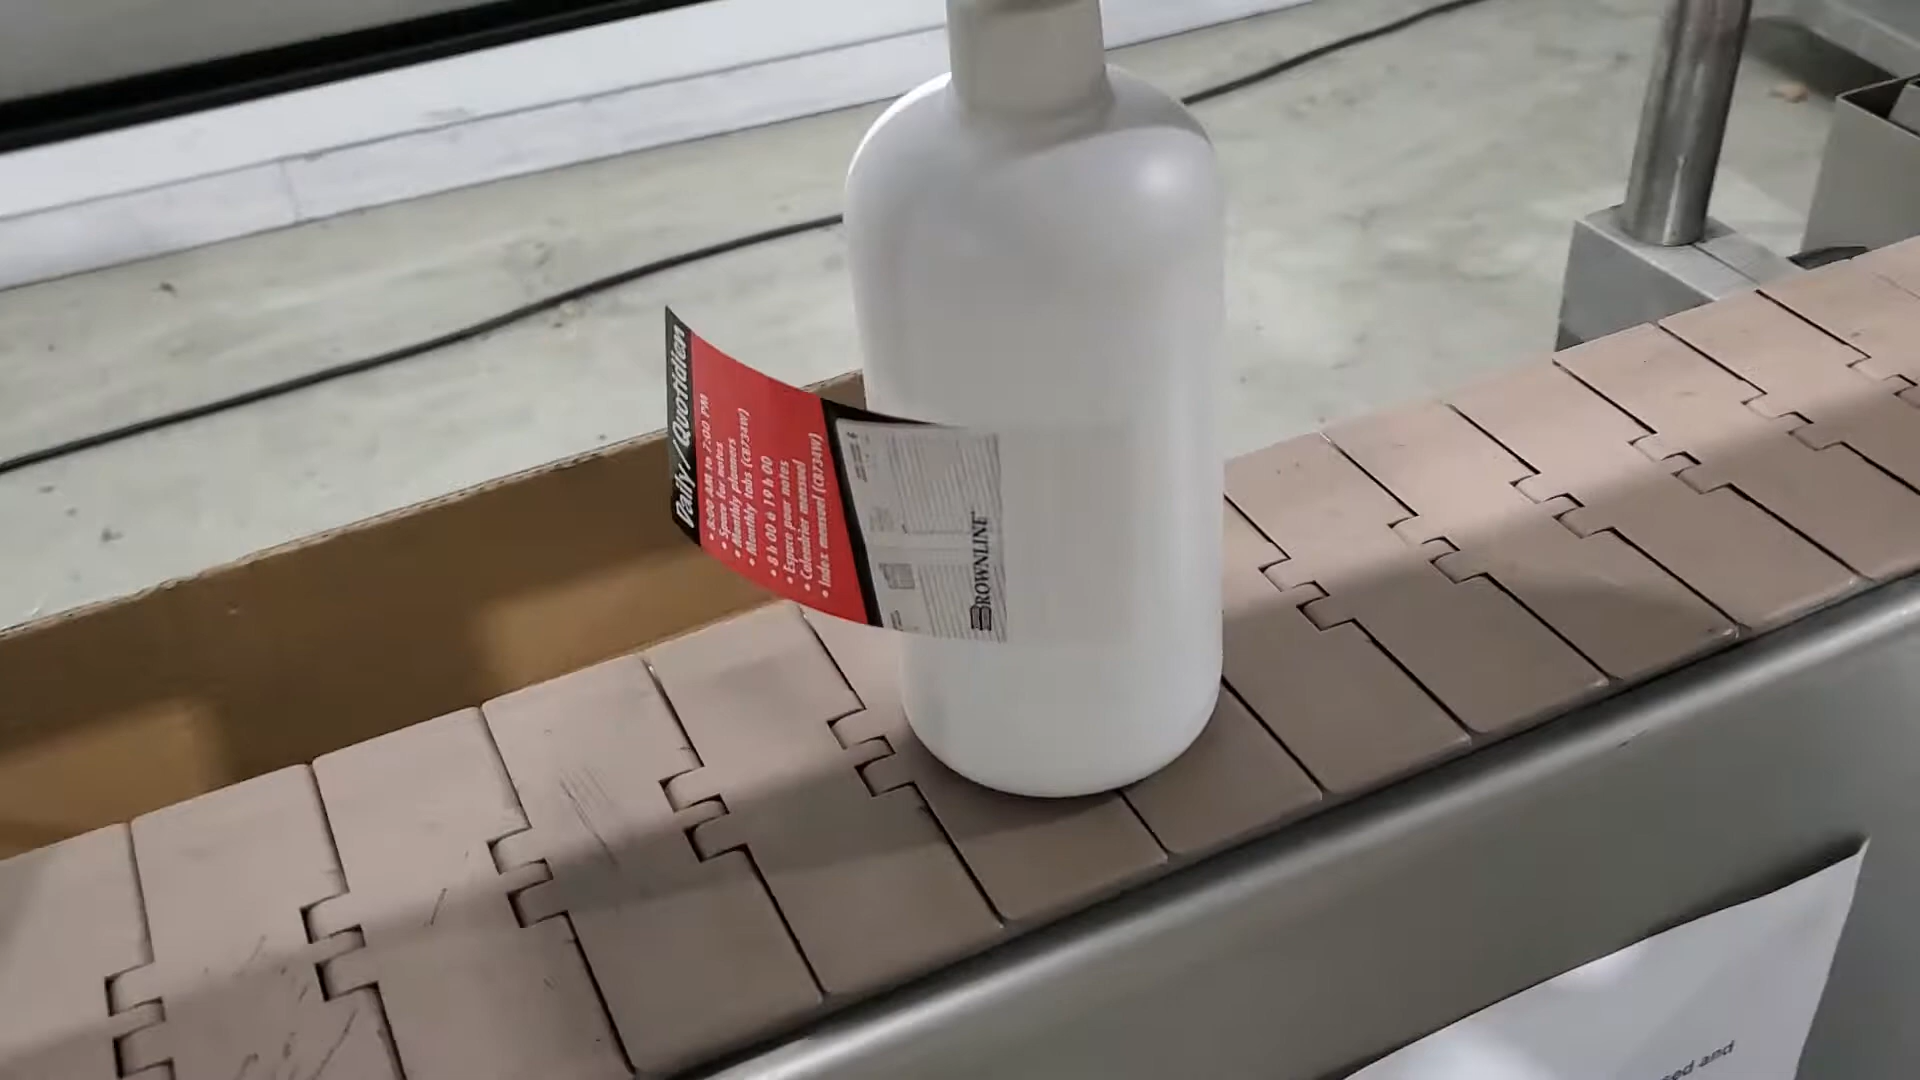 Daily / Quotidien
• 8:00 AM to 7:00 PM
• Space for notes
• Monthly planners
• Monthly tabs (CB734W)
• 8 h 00 à 19 h 00
• Espace pour notes
• Calendrier mensuel
• Index mensuel (CB734W)
BROWNLINE
and